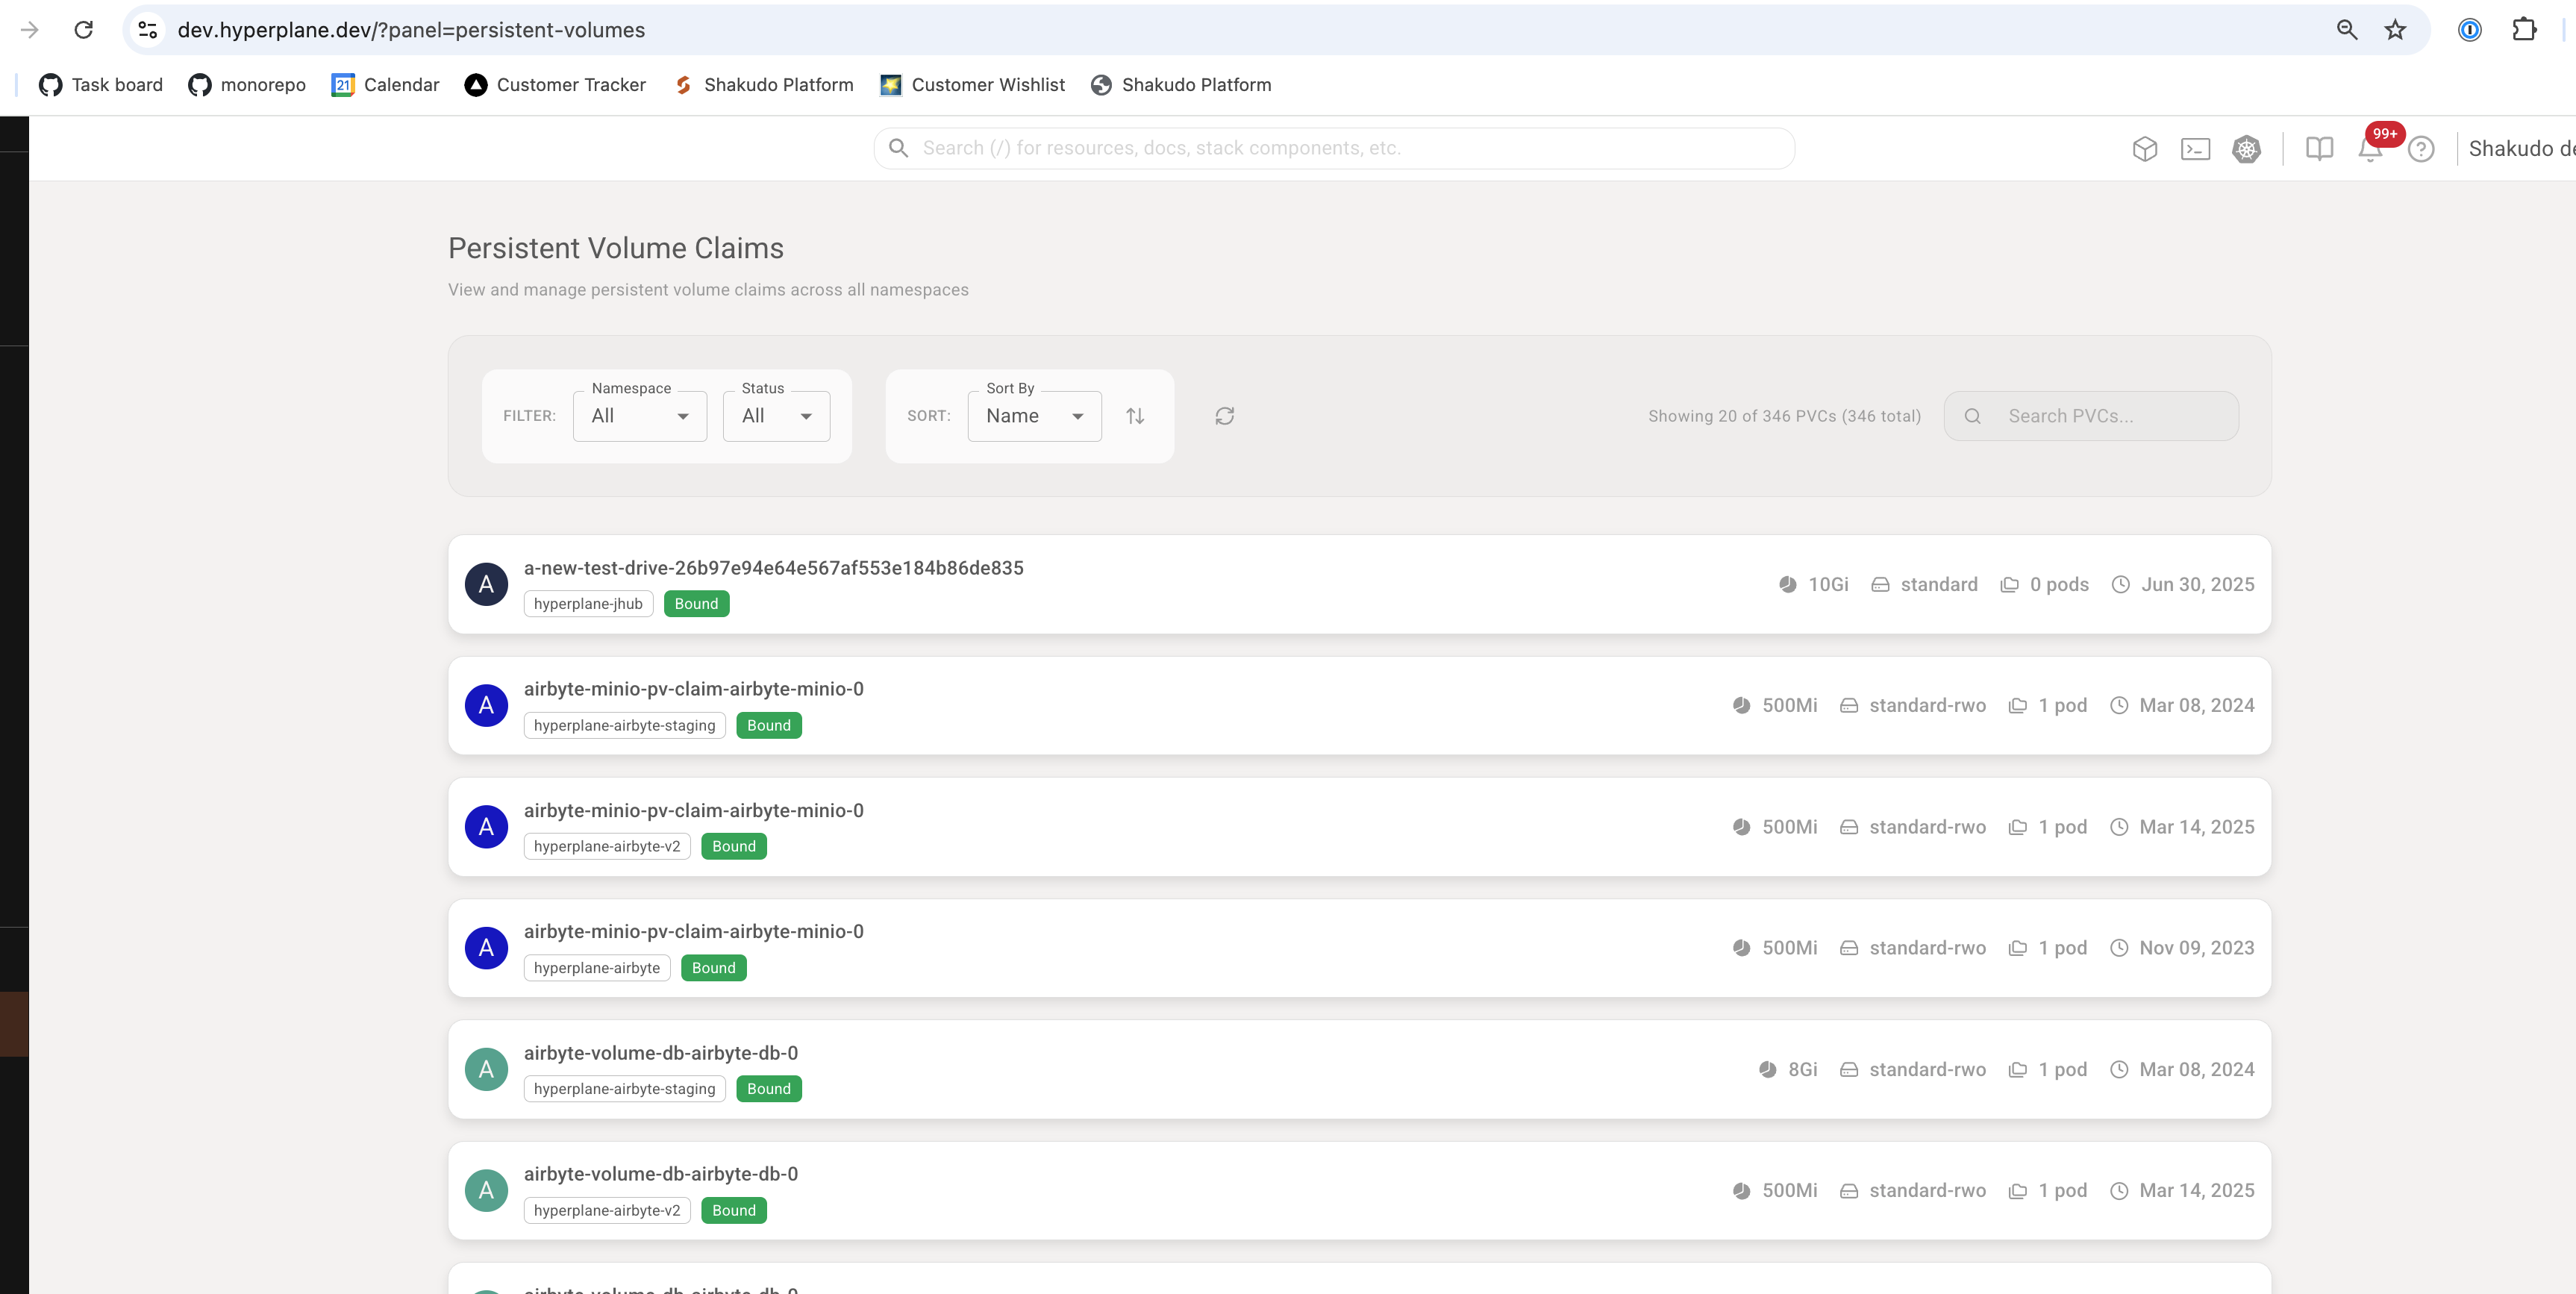 dev.hyperplane.dev/?panel=persistent-volumes
Task board monorepo 21 Calendar Customer Tracker Shakudo Platform Customer Wishlist Shakudo Platform
Search (/) for resources, docs, stack components, etc. 99+ Shakudo
Persistent Volume Claims
View and manage persistent volume claims across all namespaces
FILTER: Namespace All Status All SORT: Sort By Name Showing 20 of 346 PVCs (346 total) Search PVCs...
A a-new-test-drive-26b97e94e64e567af553e184b86de835
hyperplane-jhub Bound 10Gi standard 0 pods Jun 30, 2025
A airbyte-minio-pv-claim-airbyte-minio-0
hyperplane-airbyte-staging Bound 500Mi standard-rwo 1 pod Mar 08, 2024
A airbyte-minio-pv-claim-airbyte-minio-0
hyperplane-airbyte-v2 Bound 500Mi standard-rwo 1 pod Mar 14, 2025
A airbyte-minio-pv-claim-airbyte-minio-0
hyperplane-airbyte Bound 500Mi standard-rwo 1 pod Nov 09, 2023
A airbyte-volume-db-airbyte-db-0
hyperplane-airbyte-staging Bound 8Gi standard-rwo 1 pod Mar 08, 2024
A airbyte-volume-db-airbyte-db-0
hyperplane-airbyte-v2 Bound 500Mi standard-rwo 1 pod Mar 14, 2025